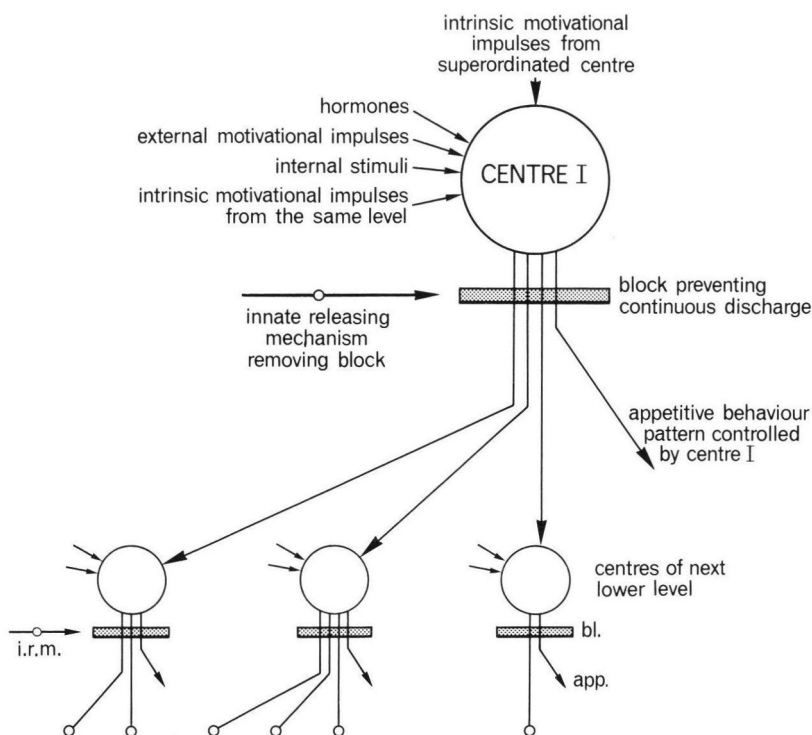 intrinsic motivational
impulses from
superordinated centre
hormones
external motivational impulses
internal stimuli
intrinsic motivational impulses
from the same level
CENTRE I
block preventing
continuous discharge
innate releasing
mechanism
removing block
appetitive behaviour
pattern controlled
by centre I
centres of next
lower level
i.r.m.
bl.
app.